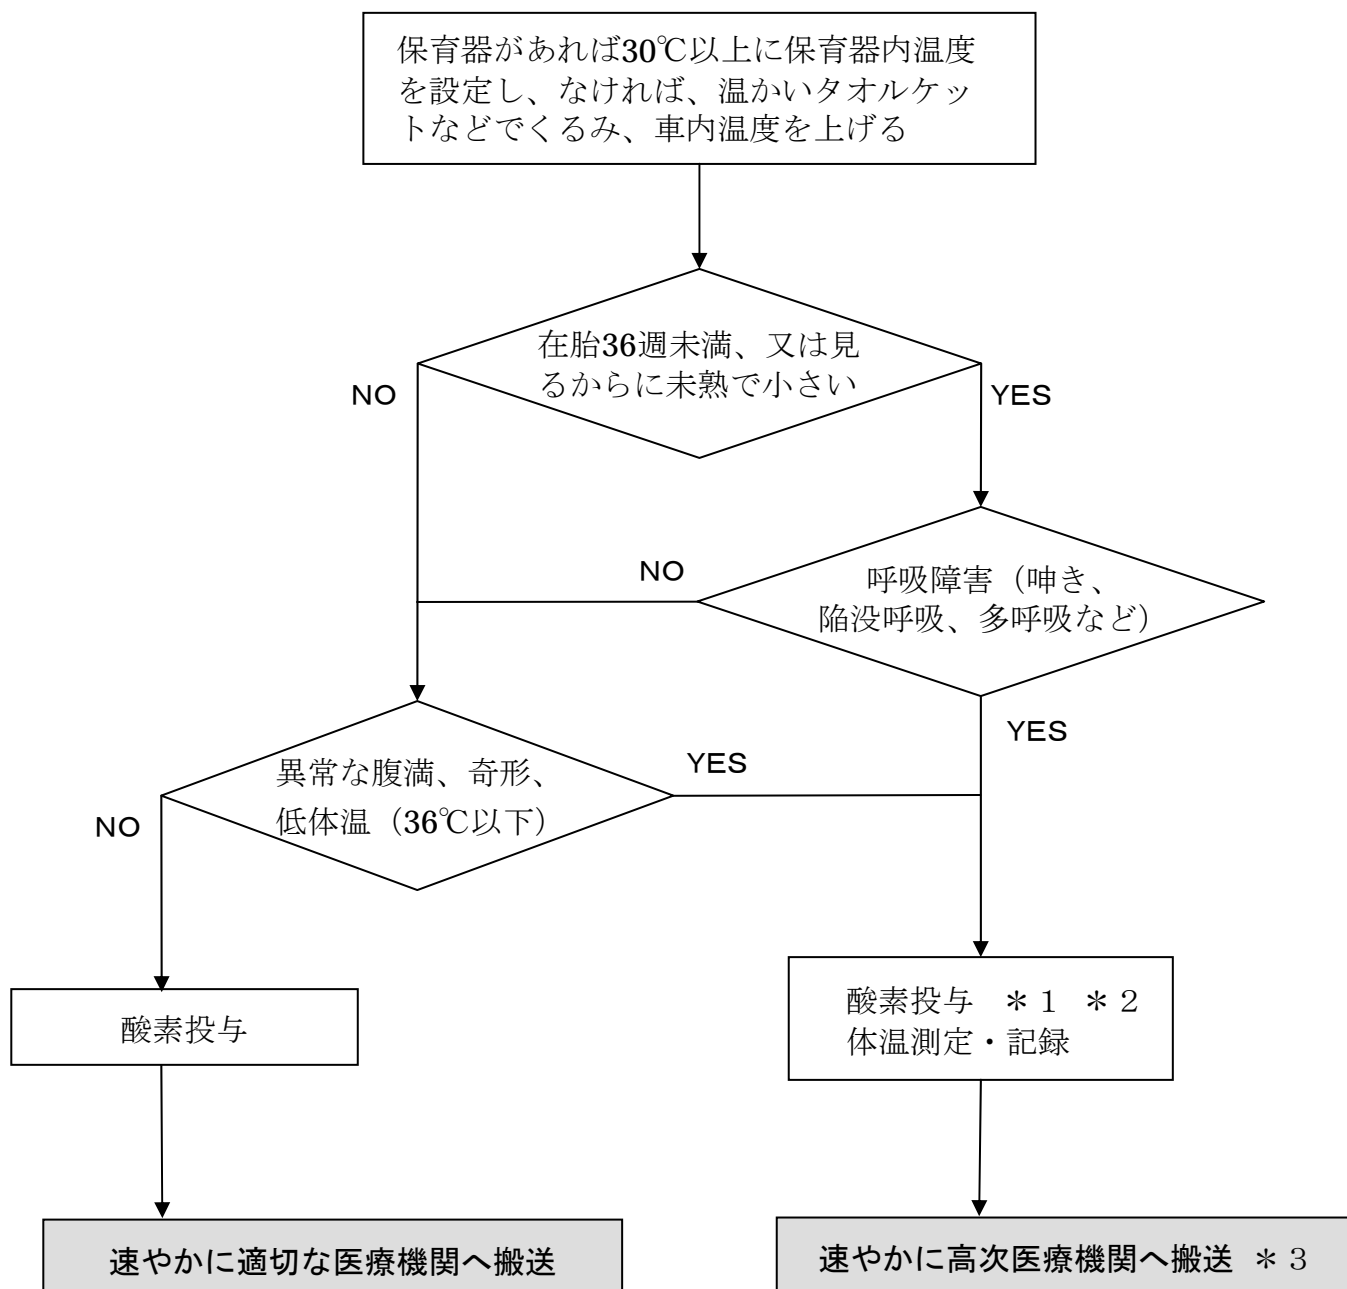 保育器があれば30℃以上に保育器内温度
を設定し、なければ、温かいタオルケッ
トなどでくるみ、車内温度を上げる
在胎36週未満、又は見
るからに未熟で小さい
NO
YES
呼吸障害（呻き、
陥没呼吸、多呼吸など）
NO
YES
異常な腹満、奇形、
低体温（36℃以下）
YES
NO
酸素投与
酸素投与　＊１　＊２
体温測定・記録
速やかに適切な医療機関へ搬送
速やかに高次医療機関へ搬送　＊３